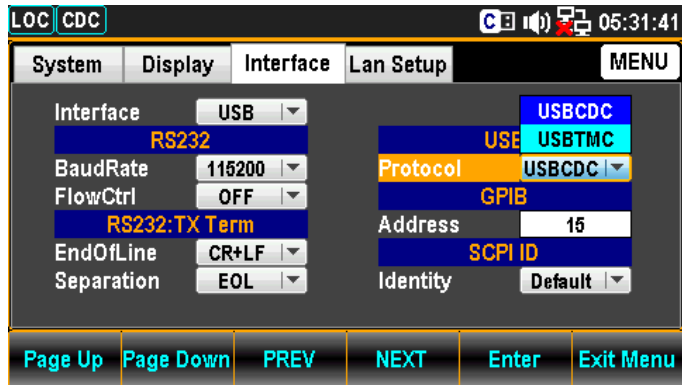 LOC CDC C 05:31:41
System Display Interface Lan Setup MENU
Interface USB USBCDC
RS232 USB USBTMC
BaudRate 115200 Protocol USBCDC
FlowCtrl OFF GPIB
RS232:TX Term Address 15
EndOfLine CR+LF SCPI ID
Separation EOL Identity Default
Page Up Page Down PREV NEXT Enter Exit Menu